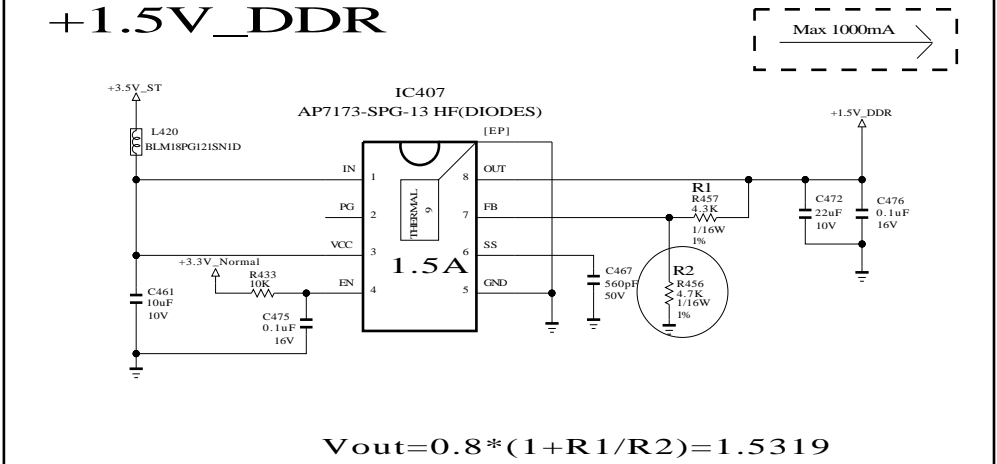 +1.5V_DDR
Max 1000mA
+3.5V_ST
L420
BLM18PG121SN1D
IC407
AP7173-SPG-13 HF(DIODES)
[EP]
+1.5V_DDR
IN
1
PG
2
VCC
3
EN
4
THERMAL
9
1.5A
8
OUT
7
FB
6
SS
5
GND
R1
R457
4.3K
1/16W
1%
C472
22uF
10V
C476
0.1uF
16V
+3.3V_Normal
R433
10K
C461
10uF
10V
C475
0.1uF
16V
C467
560pF
50V
R2
R456
4.7K
1/16W
1%
Vout=0.8*(1+R1/R2)=1.5319